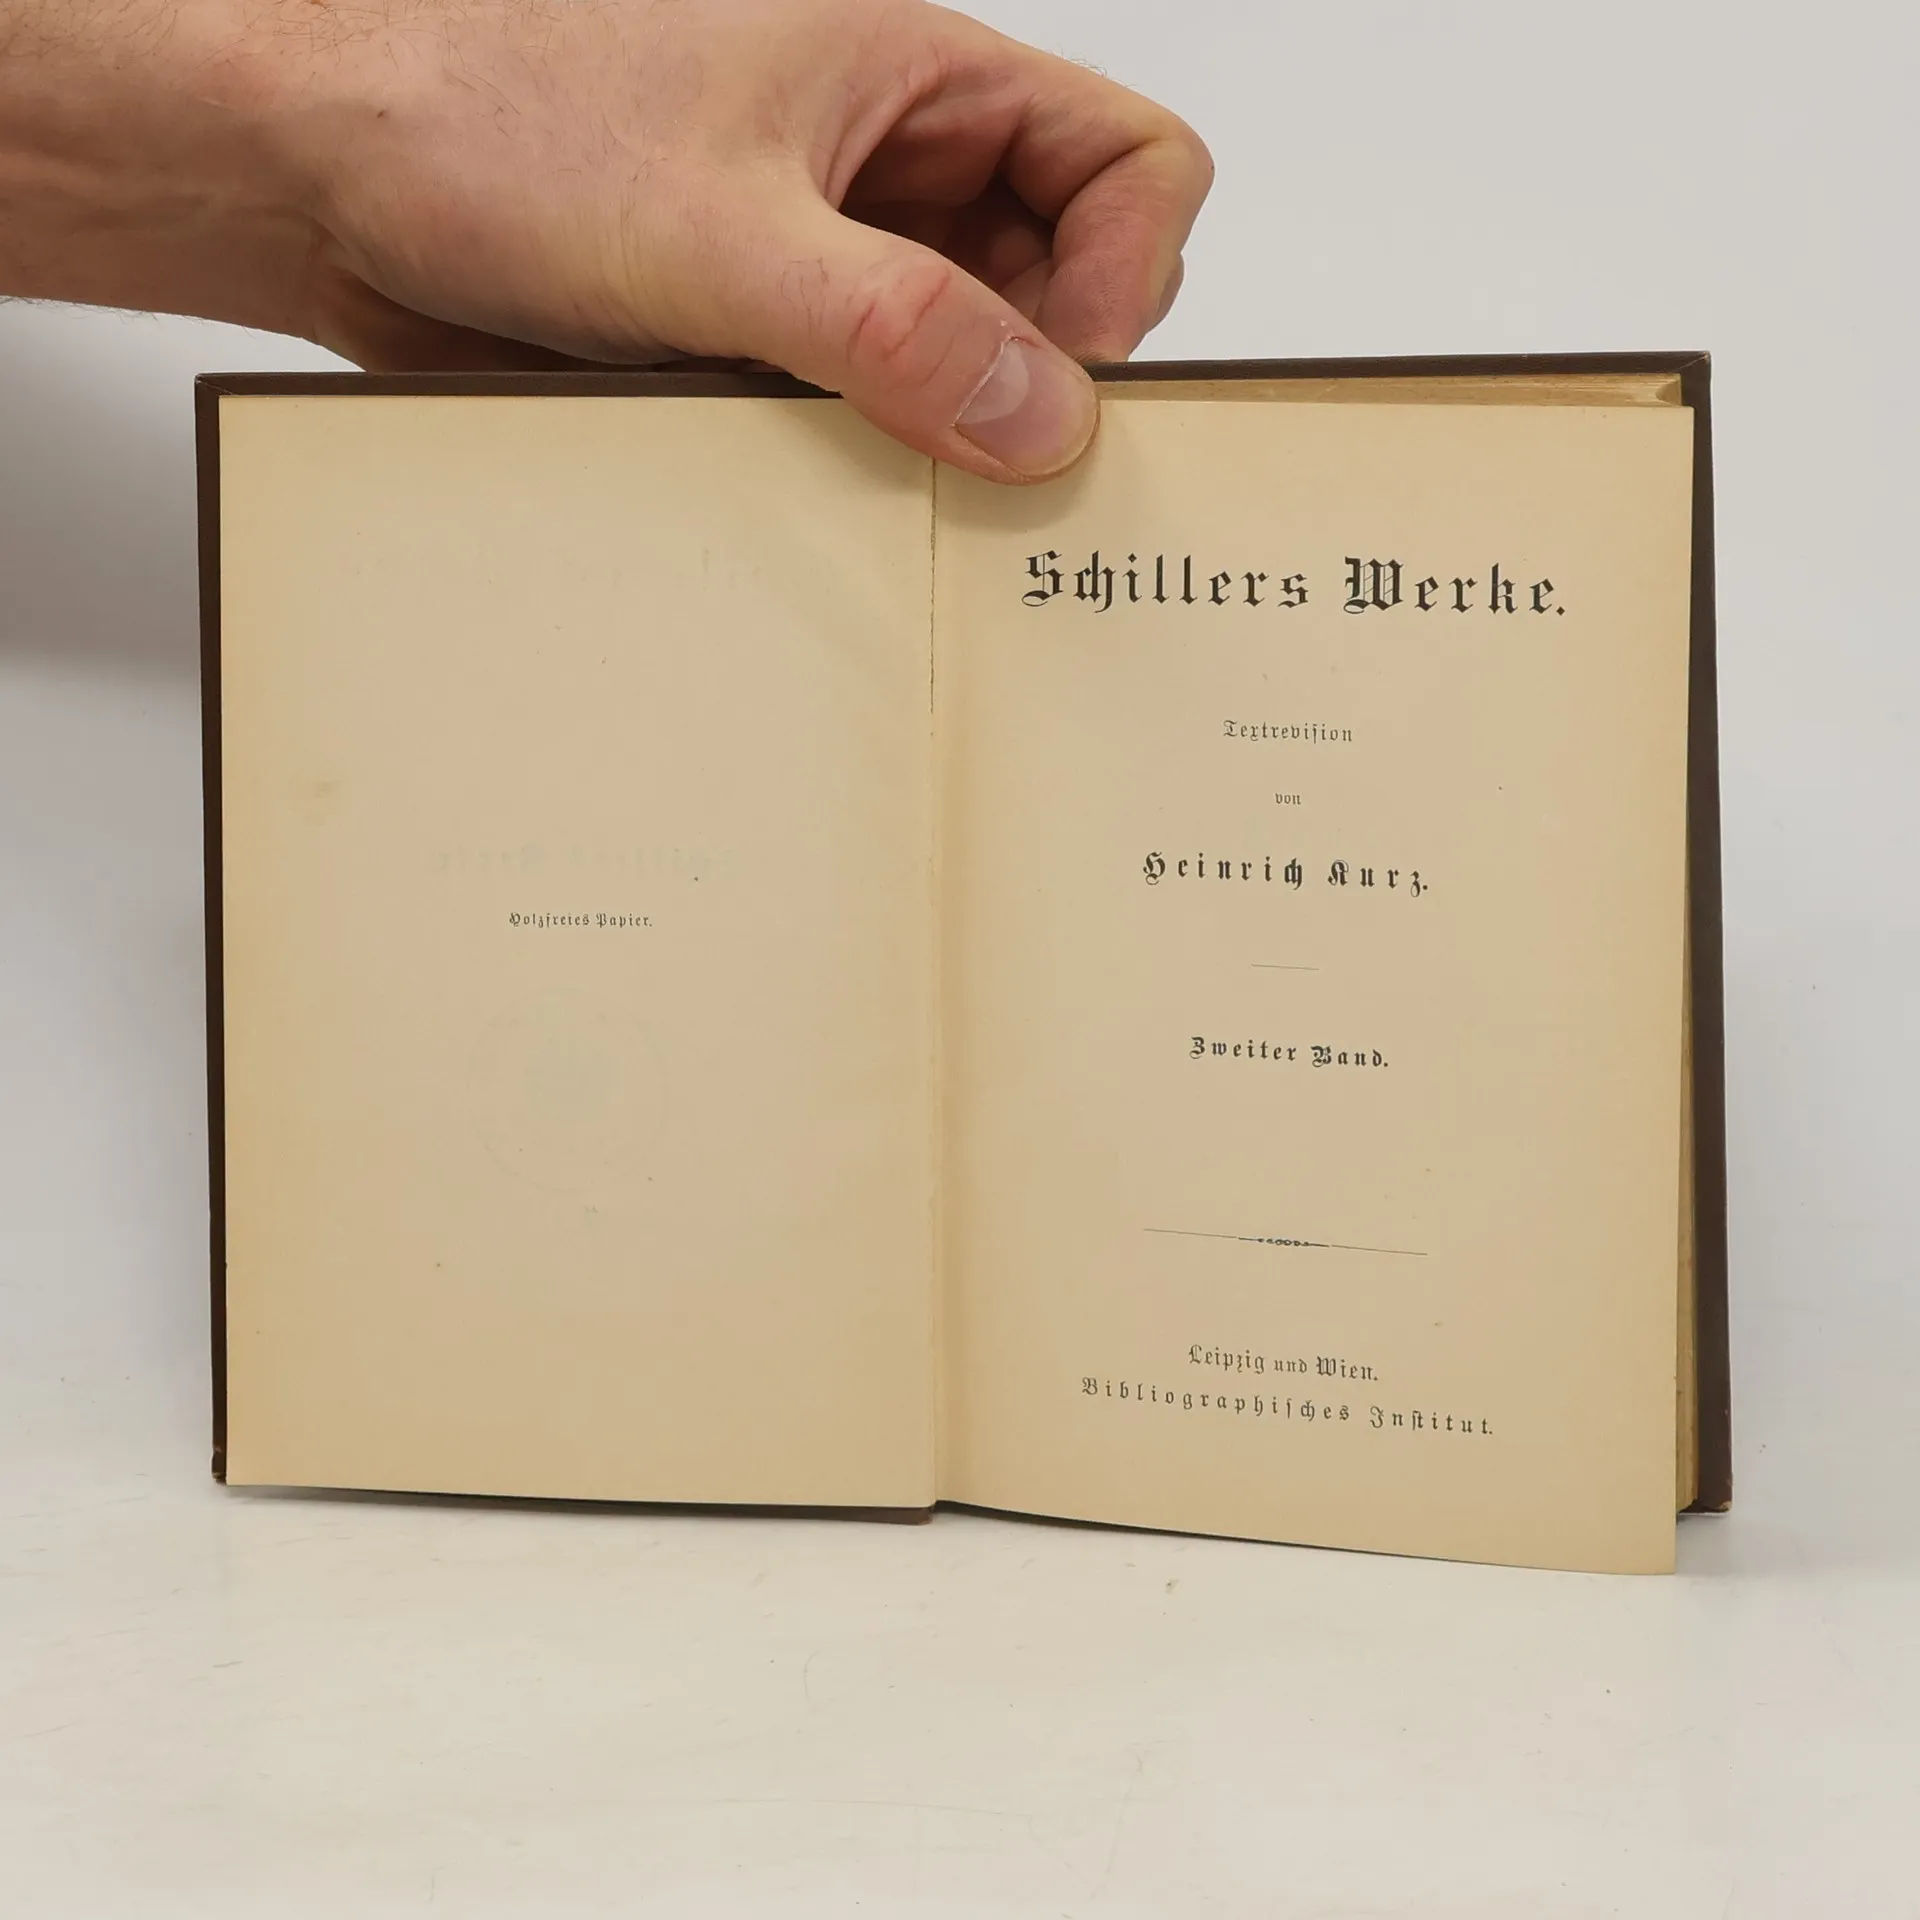 Holzfreies Papier.
Schillers Werke.
Textreviſion
von
Heinrich Kurz.
Zweiter Band.
Leipzig und Wien.
Bibliographiſches Inſtitut.